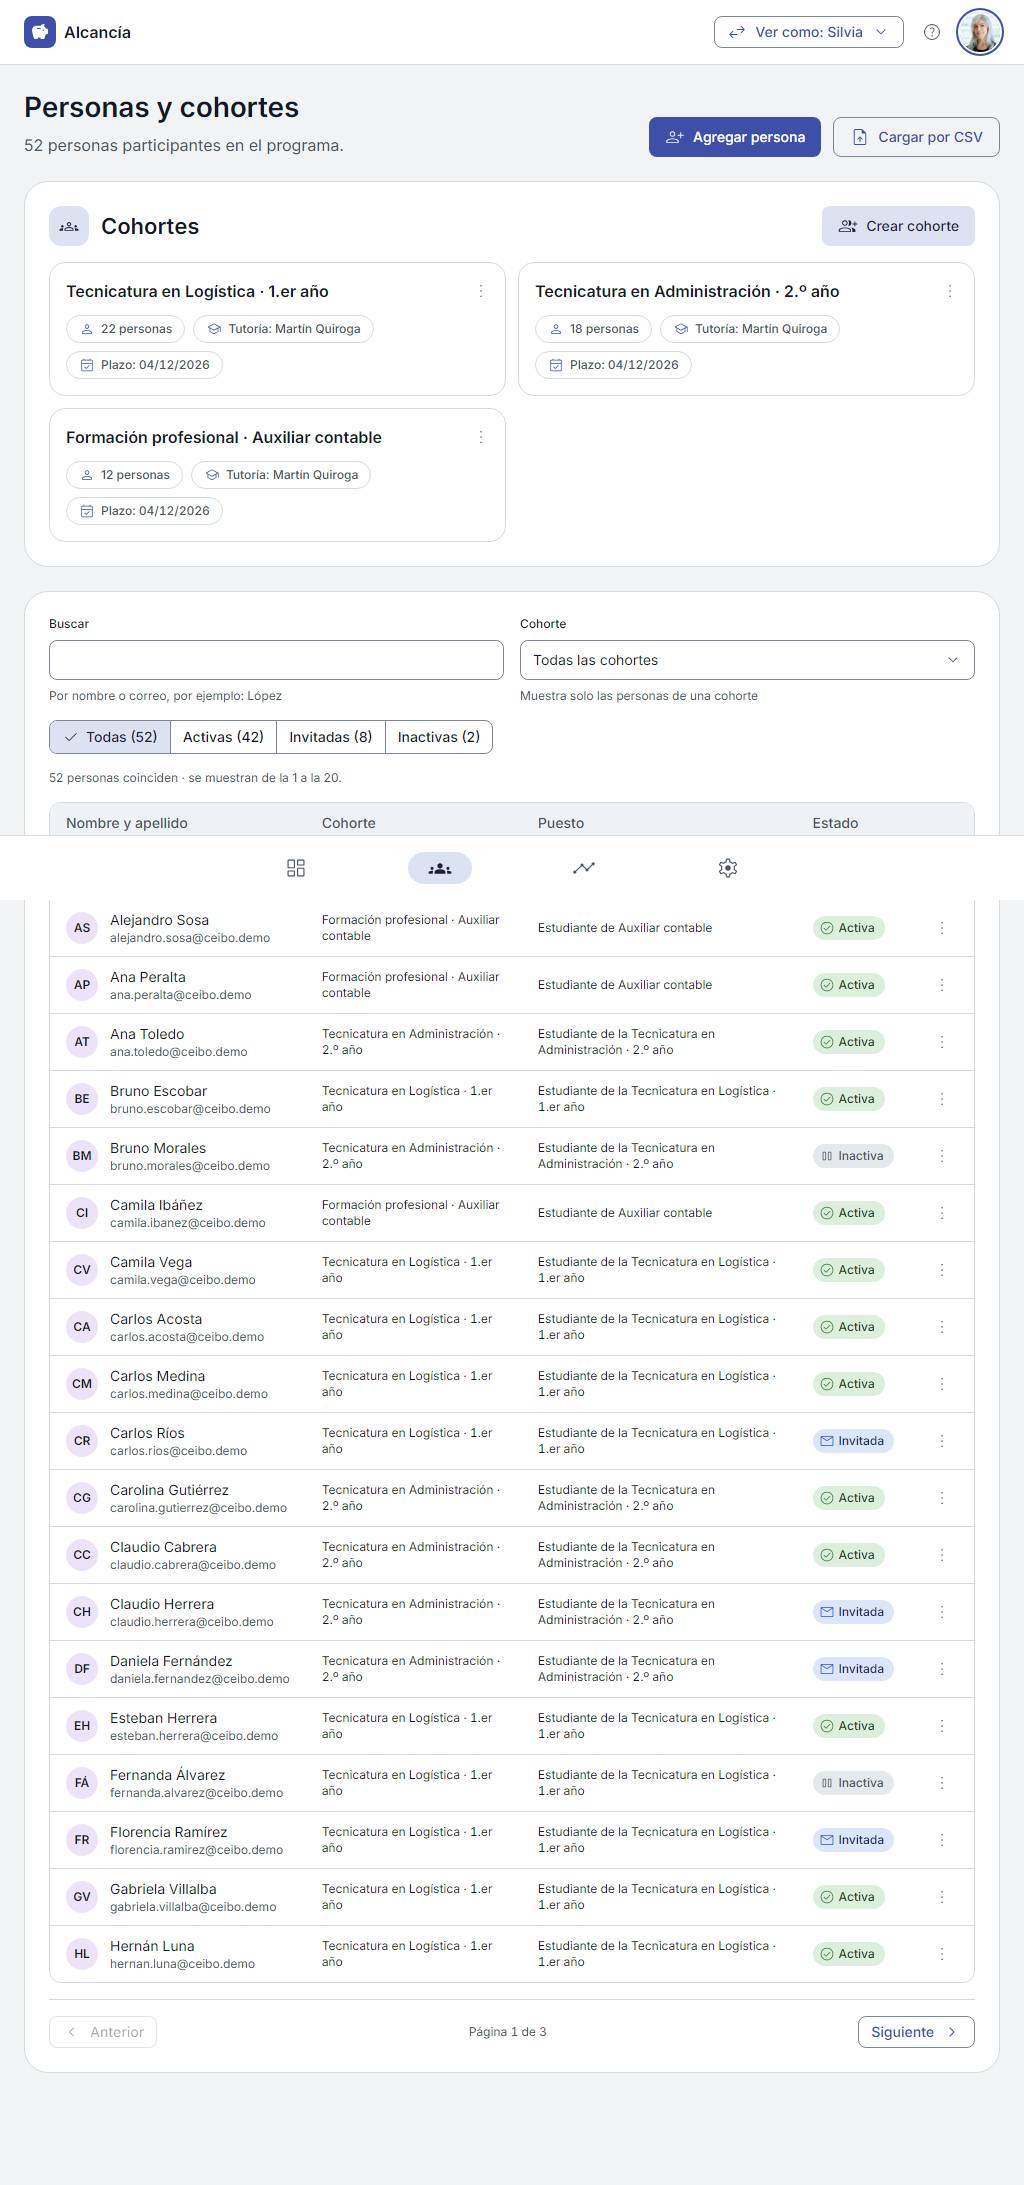 Alcancía
Ver como: Silvia
Personas y cohortes
52 personas participantes en el programa.
Agregar persona
Cargar por CSV
Cohortes
Crear cohorte
Tecnicatura en Logística · 1.er año
22 personas
Tutoría: Martín Quiroga
Plazo: 04/12/2026
Tecnicatura en Administración · 2.º año
18 personas
Tutoría: Martín Quiroga
Plazo: 04/12/2026
Formación profesional · Auxiliar contable
12 personas
Tutoría: Martín Quiroga
Plazo: 04/12/2026
Buscar
Por nombre o correo, por ejemplo: López
Cohorte
Todas las cohortes
Muestra solo las personas de una cohorte
Todas (52)
Activas (42)
Invitadas (8)
Inactivas (2)
52 personas coinciden · se muestran de la 1 a la 20.
Nombre y apellido
Cohorte
Puesto
Estado
AS
Alejandro Sosa
alejandro.sosa@ceibo.demo
Formación profesional · Auxiliar
contable
Estudiante de Auxiliar contable
Activa
AP
Ana Peralta
ana.peralta@ceibo.demo
Formación profesional · Auxiliar
contable
Estudiante de Auxiliar contable
Activa
AT
Ana Toledo
ana.toledo@ceibo.demo
Tecnicatura en Administración ·
2.º año
Estudiante de la Tecnicatura en
Administración · 2.º año
Activa
BE
Bruno Escobar
bruno.escobar@ceibo.demo
Tecnicatura en Logística · 1.er
año
Estudiante de la Tecnicatura en Logística ·
1.er año
Activa
BM
Bruno Morales
bruno.morales@ceibo.demo
Tecnicatura en Administración ·
2.º año
Estudiante de la Tecnicatura en
Administración · 2.º año
Inactiva
CI
Camila Ibáñez
camila.ibanez@ceibo.demo
Formación profesional · Auxiliar
contable
Estudiante de Auxiliar contable
Activa
CV
Camila Vega
camila.vega@ceibo.demo
Tecnicatura en Logística · 1.er
año
Estudiante de la Tecnicatura en Logística ·
1.er año
Activa
CA
Carlos Acosta
carlos.acosta@ceibo.demo
Tecnicatura en Logística · 1.er
año
Estudiante de la Tecnicatura en Logística ·
1.er año
Activa
CM
Carlos Medina
carlos.medina@ceibo.demo
Tecnicatura en Logística · 1.er
año
Estudiante de la Tecnicatura en Logística ·
1.er año
Activa
CR
Carlos Ríos
carlos.rios@ceibo.demo
Tecnicatura en Logística · 1.er
año
Estudiante de la Tecnicatura en Logística ·
1.er año
Invitada
CG
Carolina Gutiérrez
carolina.gutierrez@ceibo.demo
Tecnicatura en Administración ·
2.º año
Estudiante de la Tecnicatura en
Administración · 2.º año
Activa
CC
Claudio Cabrera
claudio.cabrera@ceibo.demo
Tecnicatura en Administración ·
2.º año
Estudiante de la Tecnicatura en
Administración · 2.º año
Activa
CH
Claudio Herrera
claudio.herrera@ceibo.demo
Tecnicatura en Administración ·
2.º año
Estudiante de la Tecnicatura en
Administración · 2.º año
Invitada
DF
Daniela Fernández
daniela.fernandez@ceibo.demo
Tecnicatura en Administración ·
2.º año
Estudiante de la Tecnicatura en
Administración · 2.º año
Invitada
EH
Esteban Herrera
esteban.herrera@ceibo.demo
Tecnicatura en Logística · 1.er
año
Estudiante de la Tecnicatura en Logística ·
1.er año
Activa
FÁ
Fernanda Álvarez
fernanda.alvarez@ceibo.demo
Tecnicatura en Logística · 1.er
año
Estudiante de la Tecnicatura en Logística ·
1.er año
Inactiva
FR
Florencia Ramírez
florencia.ramirez@ceibo.demo
Tecnicatura en Logística · 1.er
año
Estudiante de la Tecnicatura en Logística ·
1.er año
Invitada
GV
Gabriela Villalba
gabriela.villalba@ceibo.demo
Tecnicatura en Logística · 1.er
año
Estudiante de la Tecnicatura en Logística ·
1.er año
Activa
HL
Hernán Luna
hernan.luna@ceibo.demo
Tecnicatura en Logística · 1.er
año
Estudiante de la Tecnicatura en Logística ·
1.er año
Activa
Anterior
Página 1 de 3
Siguiente